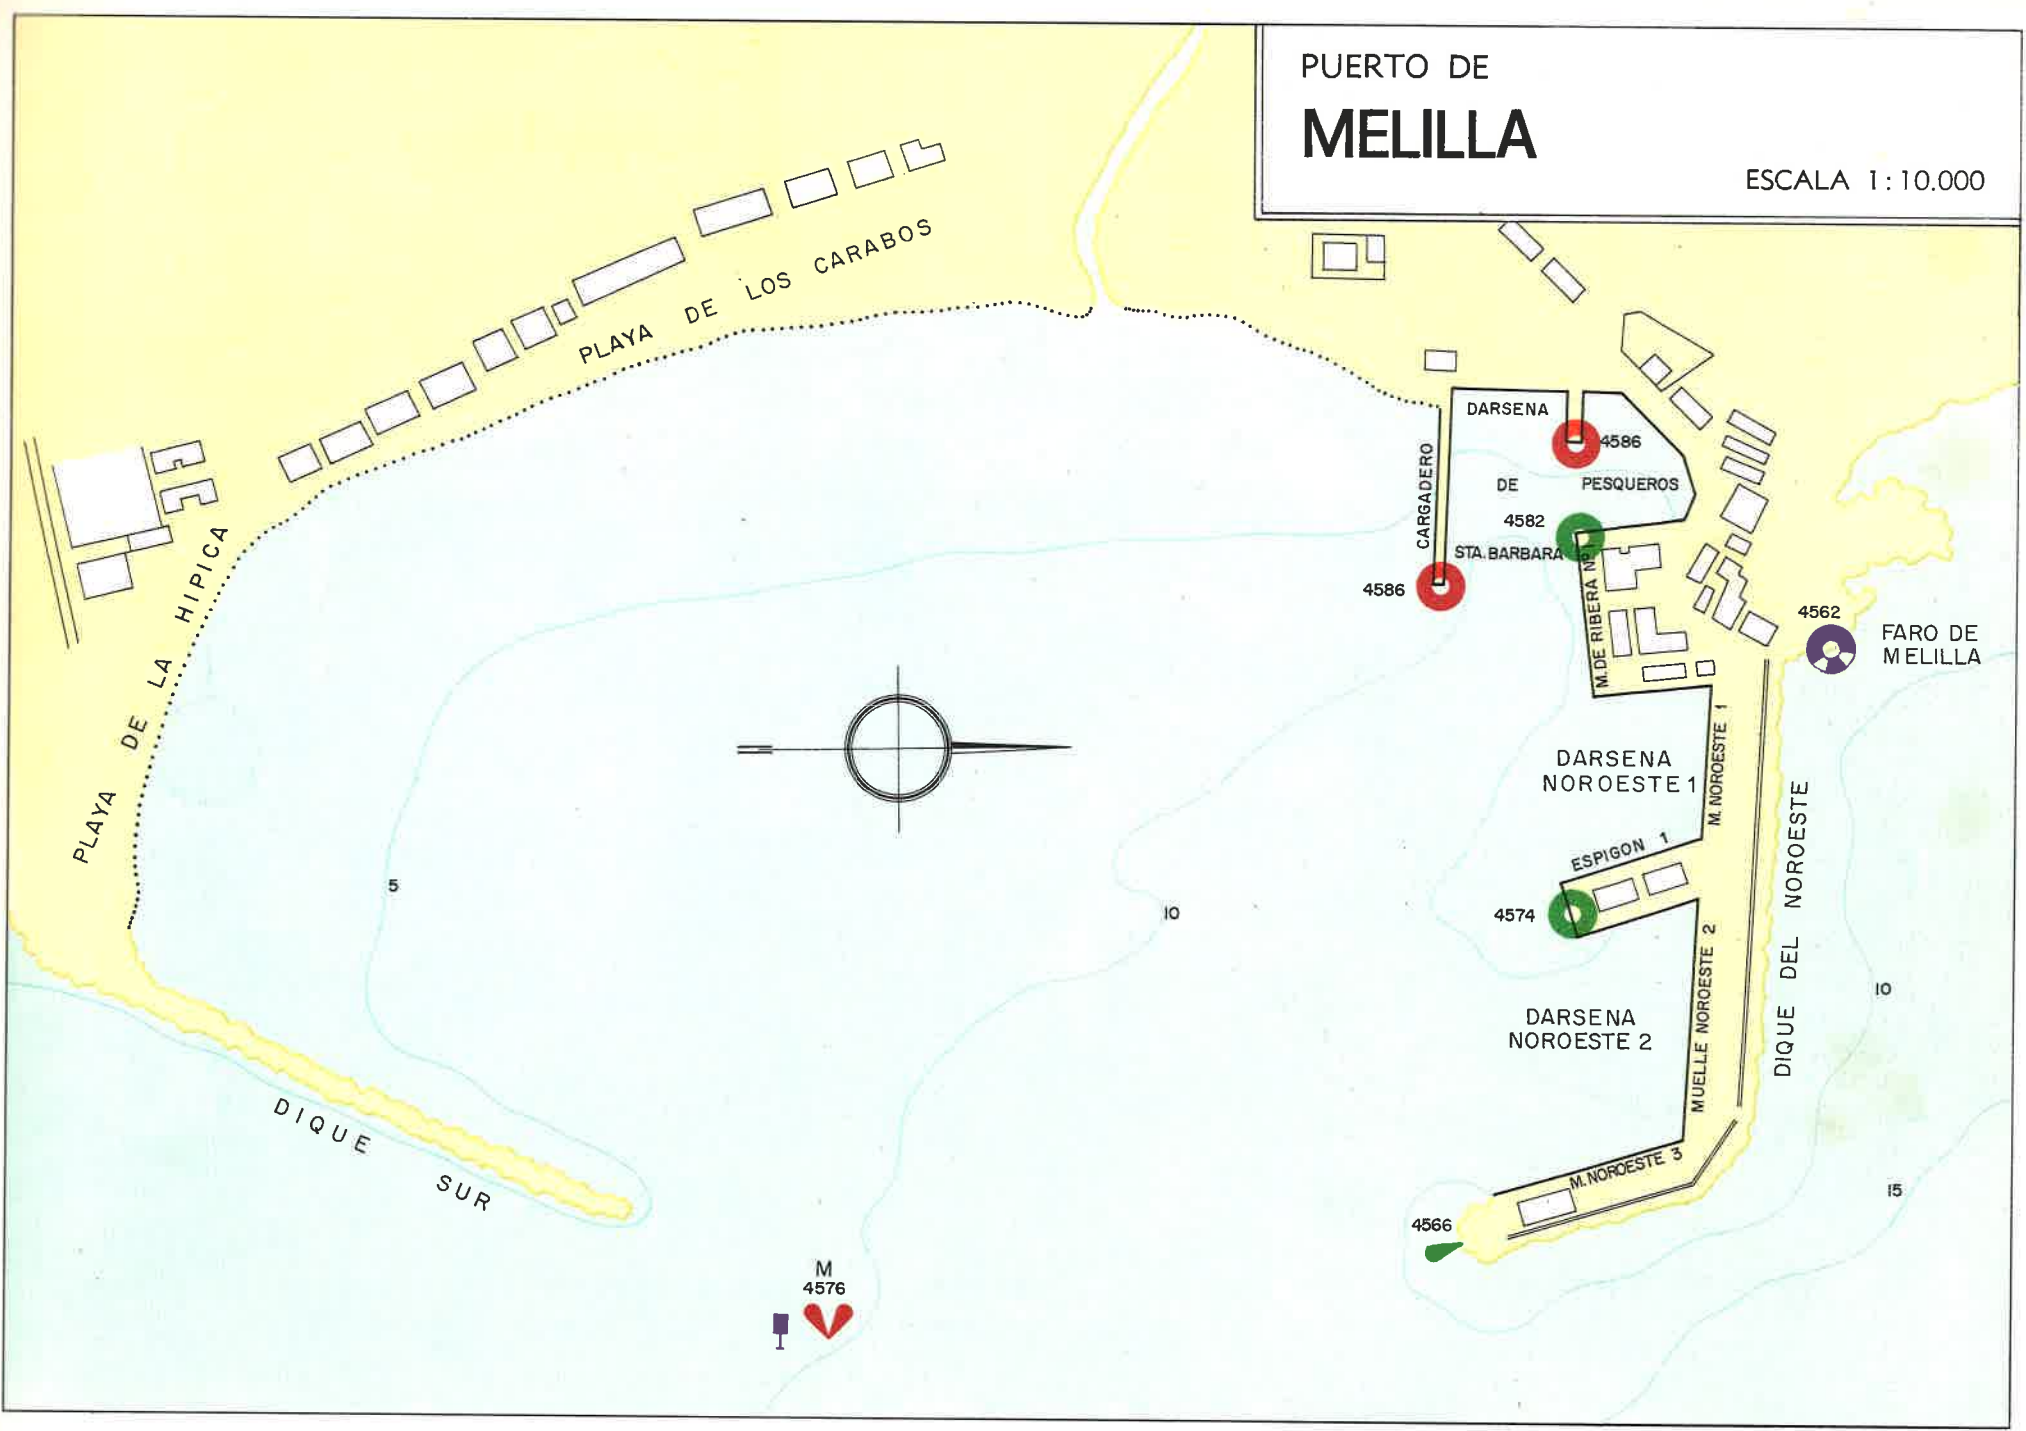 PUERTO DE
MELILLA
ESCALA 1:10.000
PLAYA DE LOS CARABOS
PLAYA DE LA HIPICA
DARSENA
4586
DE PESQUEROS
4582
STA. BARBARA
CARGADERO
4586
M. DE RIBERA Nº 1
4562
FARO DE
MELILLA
DARSENA
NOROESTE 1
M. NOROESTE 1
ESPIGON 1
4574
DIQUE DEL NOROESTE
5
10
10
DARSENA
NOROESTE 2
MUELLE NOROESTE 2
M. NOROESTE 3
15
4566
DIQUE SUR
M
4576